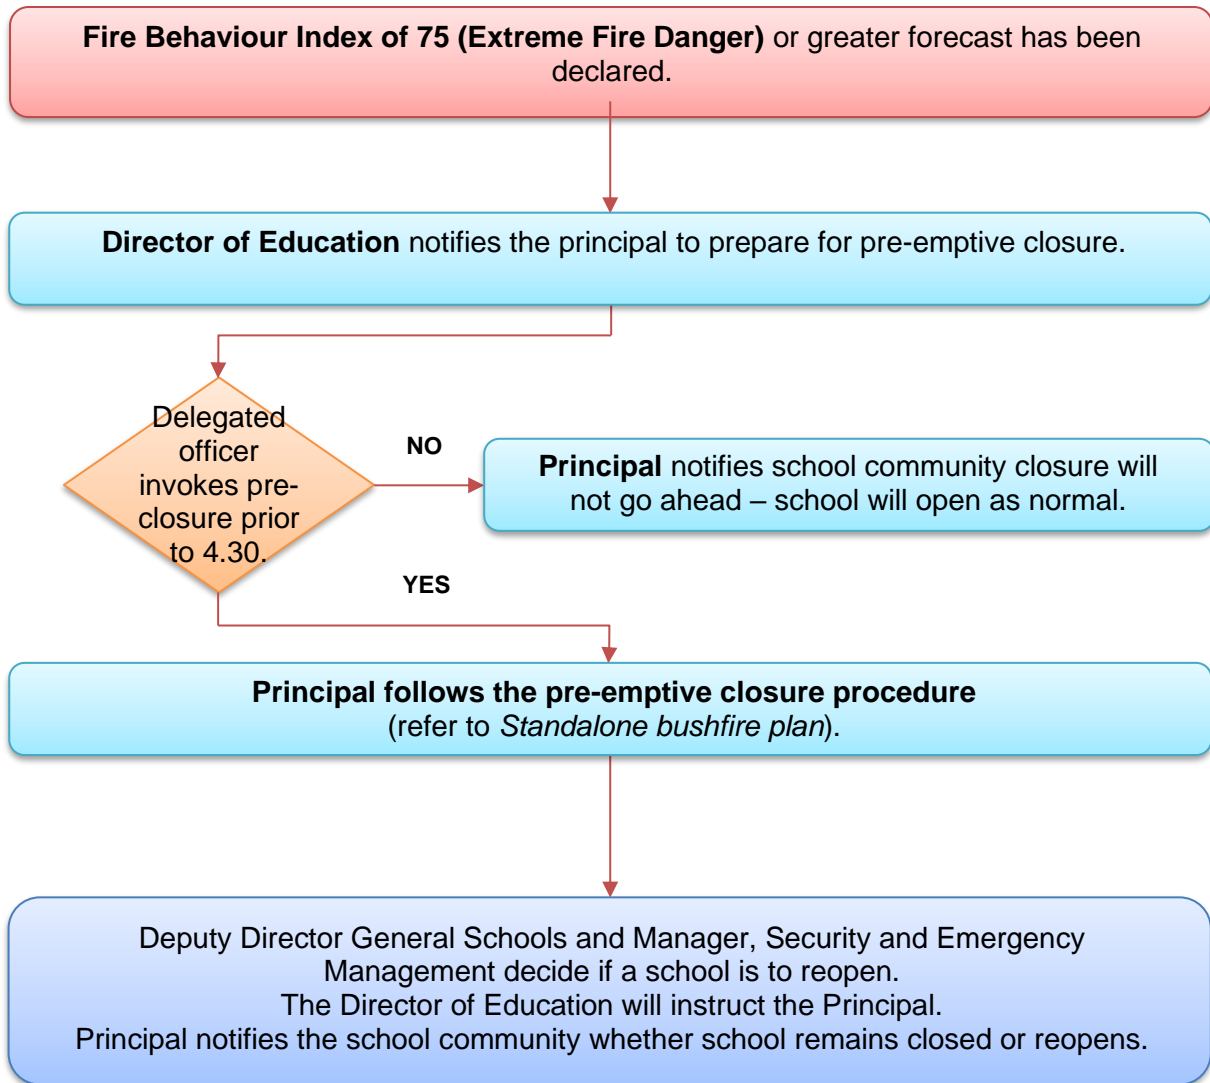 Fire Behaviour Index of 75 (Extreme Fire Danger) or greater forecast has been
declared.
Director of Education notifies the principal to prepare for pre-emptive closure.
Delegated
officer
invokes pre-
closure prior
to 4.30.
NO
Principal notifies school community closure will
not go ahead – school will open as normal.
YES
Principal follows the pre-emptive closure procedure
(refer to Standalone bushfire plan).
Deputy Director General Schools and Manager, Security and Emergency
Management decide if a school is to reopen.
The Director of Education will instruct the Principal.
Principal notifies the school community whether school remains closed or reopens.